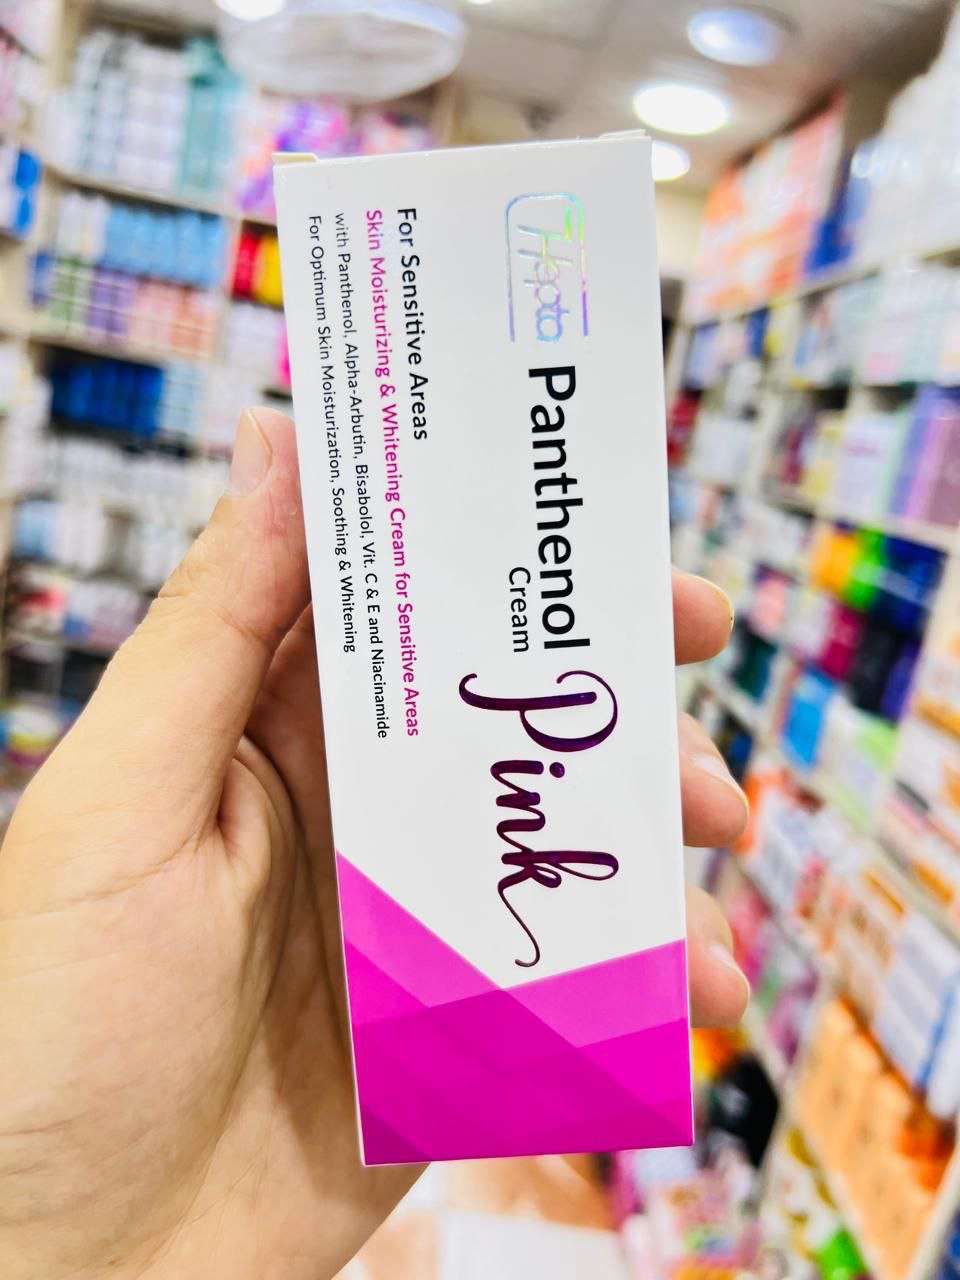 Hepta
Panthenol
Cream
Pink
For Sensitive Areas
Skin Moisturizing & Whitening Cream for Sensitive Areas
with Panthenol, Alpha-Arbutin, Bisabolol, Vit. C & E and Niacinamide
For Optimum Skin Moisturization, Soothing & Whitening